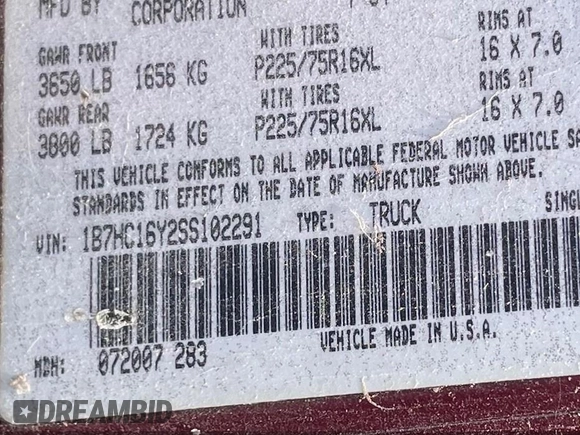 MFD BY CORPORATION
GAWR FRONT WITH TIRES RIMS AT
3650 LB 1656 KG P225/75R16XL 16 X 7.0
GAWR REAR WITH TIRES RIMS AT
3800 LB 1724 KG P225/75R16XL 16 X 7.0
THIS VEHICLE CONFORMS TO ALL APPLICABLE FEDERAL MOTOR VEHICLE SA
STANDARDS IN EFFECT ON THE DATE OF MANUFACTURE SHOWN ABOVE.
VIN: 1B7HC16Y2SS102291 TYPE: TRUCK SINGL
VEHICLE MADE IN U.S.A.
MDH: 072007 283
DREAMBID